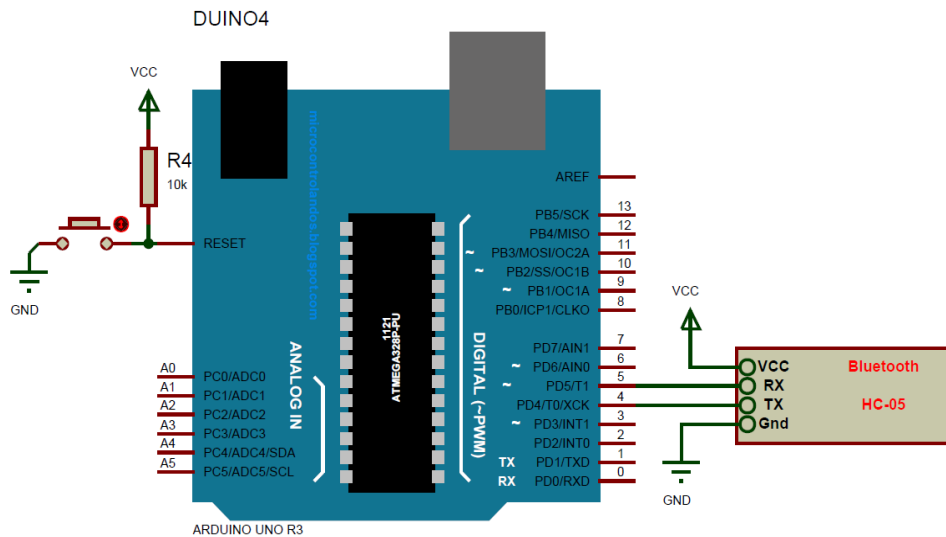 DUINO4
VCC
R4
10k
RESET
GND
microcontrolandos.blogspot.com
1121
ATMEGA328P-PU
ANALOG IN
DIGITAL (~PWM)
A0 PC0/ADC0
A1 PC1/ADC1
A2 PC2/ADC2
A3 PC3/ADC3
A4 PC4/ADC4/SDA
A5 PC5/ADC5/SCL
AREF
PB5/SCK 13
PB4/MISO 12
~ PB3/MOSI/OC2A 11
~ PB2/SS/OC1B 10
~ PB1/OC1A 9
PB0/ICP1/CLKO 8
PD7/AIN1 7
~ PD6/AIN0 6
~ PD5/T1 5
PD4/T0/XCK 4
~ PD3/INT1 3
PD2/INT0 2
TX PD1/TXD 1
RX PD0/RXD 0
ARDUINO UNO R3
VCC
GND
VCC Bluetooth
RX
TX HC-05
Gnd